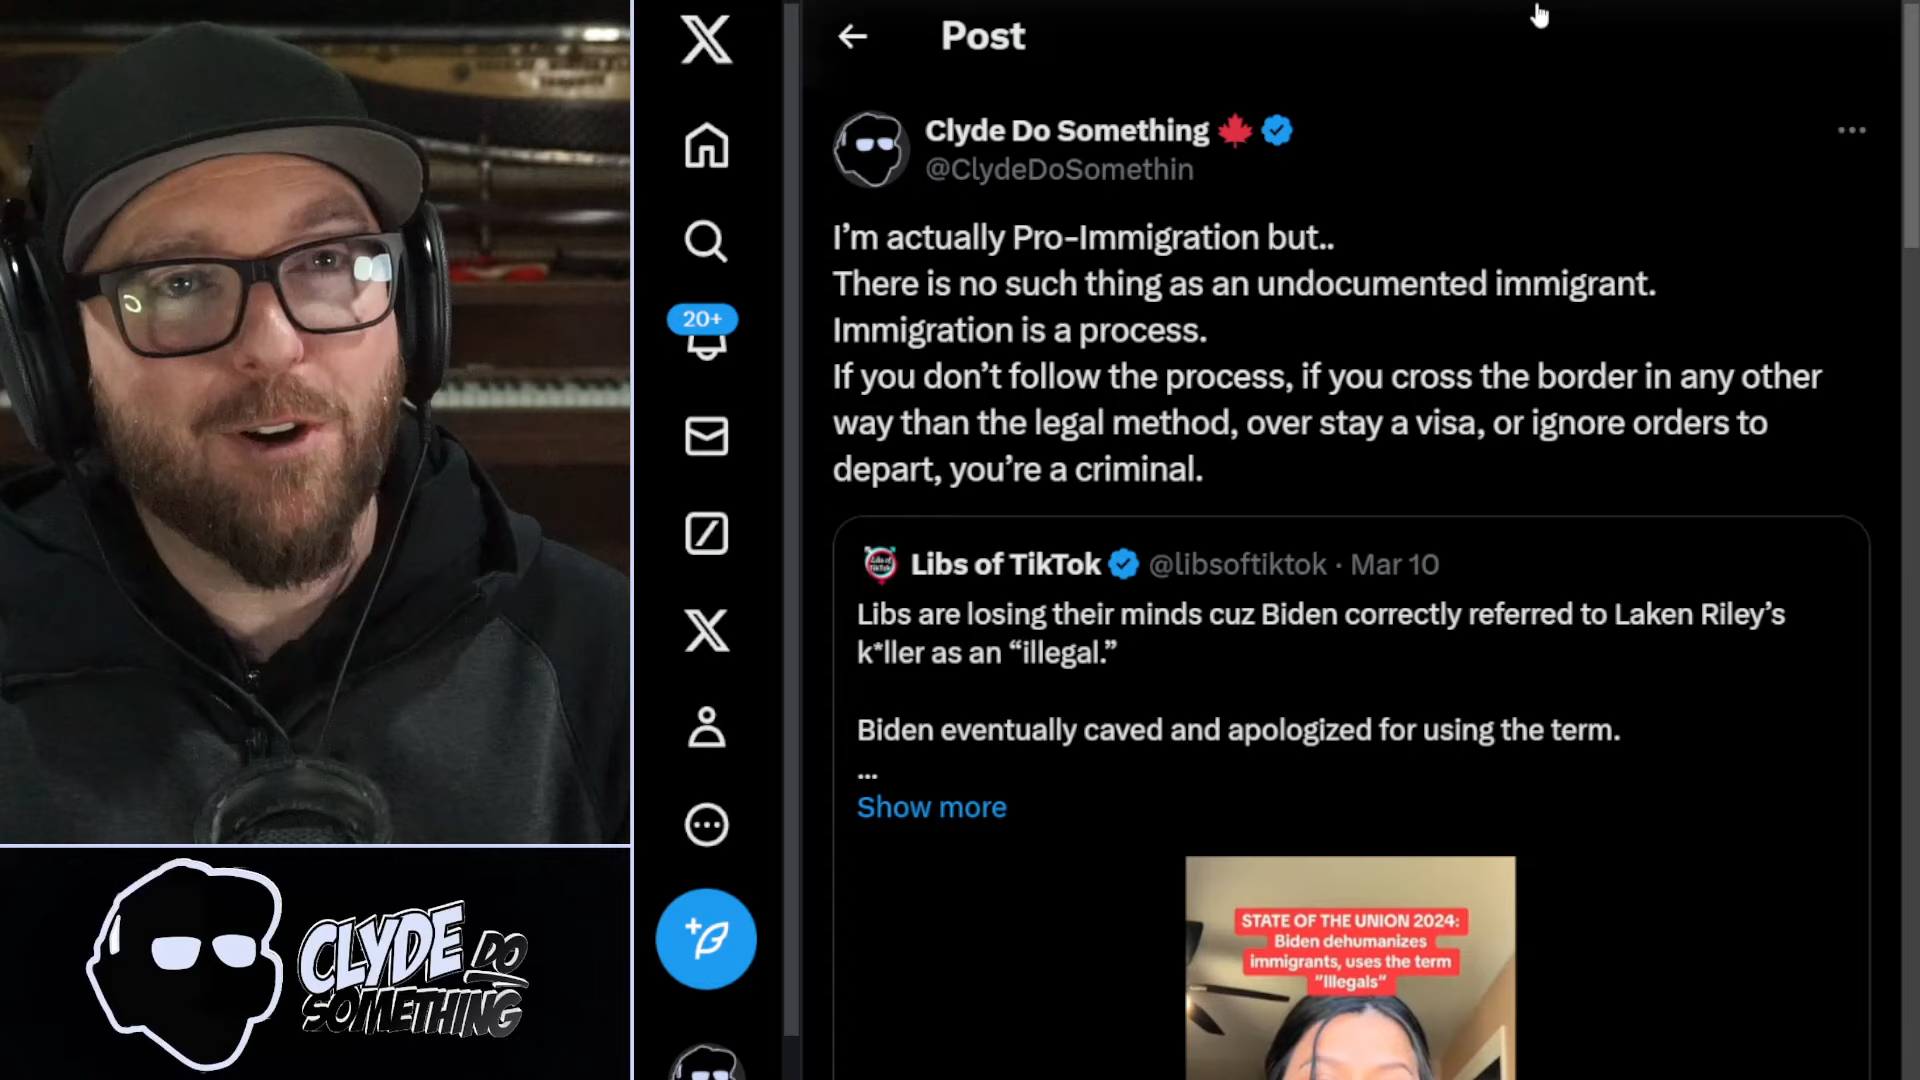 Post
Clyde Do Something
@ClydeDoSomethin
I’m actually Pro-Immigration but..
There is no such thing as an undocumented immigrant.
Immigration is a process.
If you don’t follow the process, if you cross the border in any other
way than the legal method, over stay a visa, or ignore orders to
depart, you’re a criminal.
20+
Libs of TikTok @libsoftiktok · Mar 10
Libs are losing their minds cuz Biden correctly referred to Laken Riley’s
k*ller as an “illegal.”
Biden eventually caved and apologized for using the term.
...
Show more
STATE OF THE UNION 2024:
Biden dehumanizes
immigrants, uses the term
“Illegals”
CLYDE DO
SOMETHING